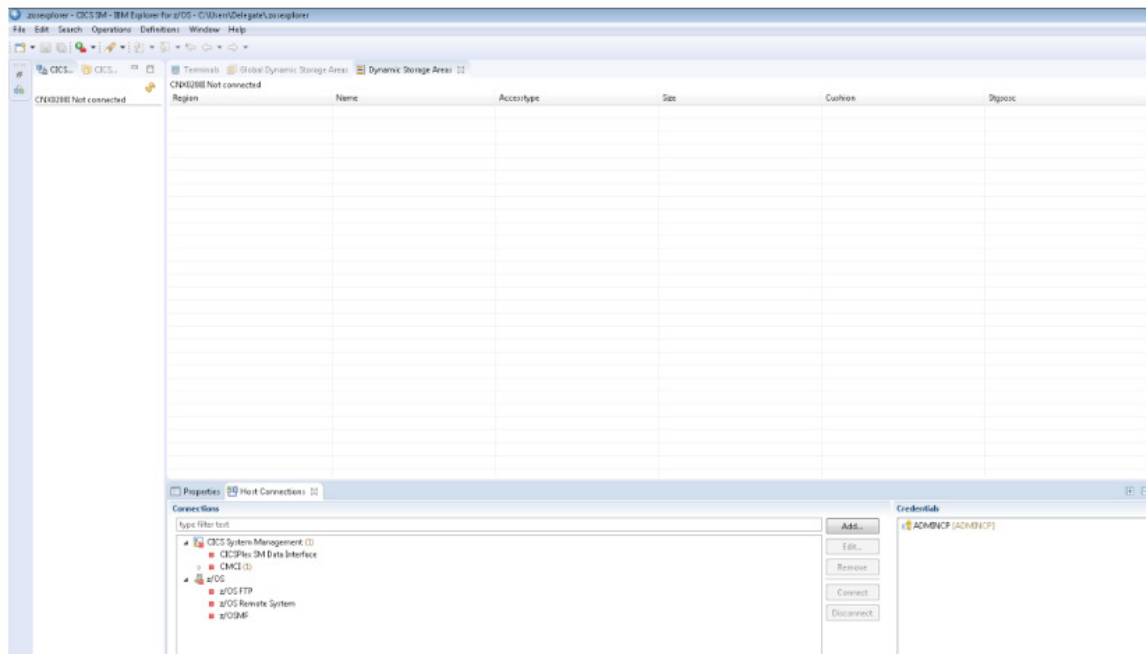 zosexplorer - CICS SM - IBM Explorer for z/OS - C:\Users\Delegate\.zosexplorer
File Edit Search Operations Definitions Window Help
CICS... CICS...
CNX0208I Not connected
Terminals Global Dynamic Storage Areas Dynamic Storage Areas
CNX0208I Not connected
Region Name Accesstype Size Cushion
Properties Host Connections
Connections
type filter text
Add...
Edit...
Remove
Connect
Disconnect
CICS System Management (1)
CICSPlex SM Data Interface
CMCI (1)
z/OS
z/OS FTP
z/OS Remote System
z/OSMF
Credentials
ADMINCP [ADMINCP]